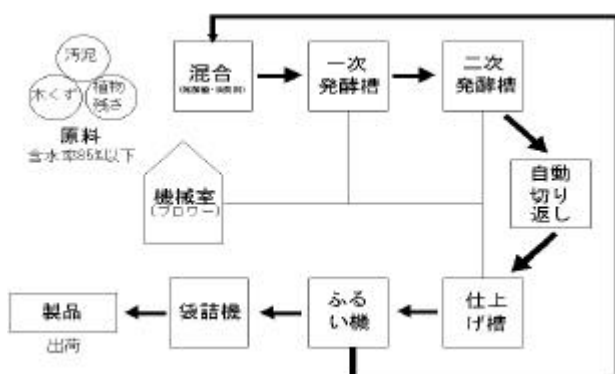 汚泥
木くず
植物
残さ
原料
含水率85%以下
混合
一次
発酵槽
二次
発酵槽
自動
切り
返し
機械室
(ブロワー)
仕上
げ槽
ふる
い機
袋詰機
製品
出荷